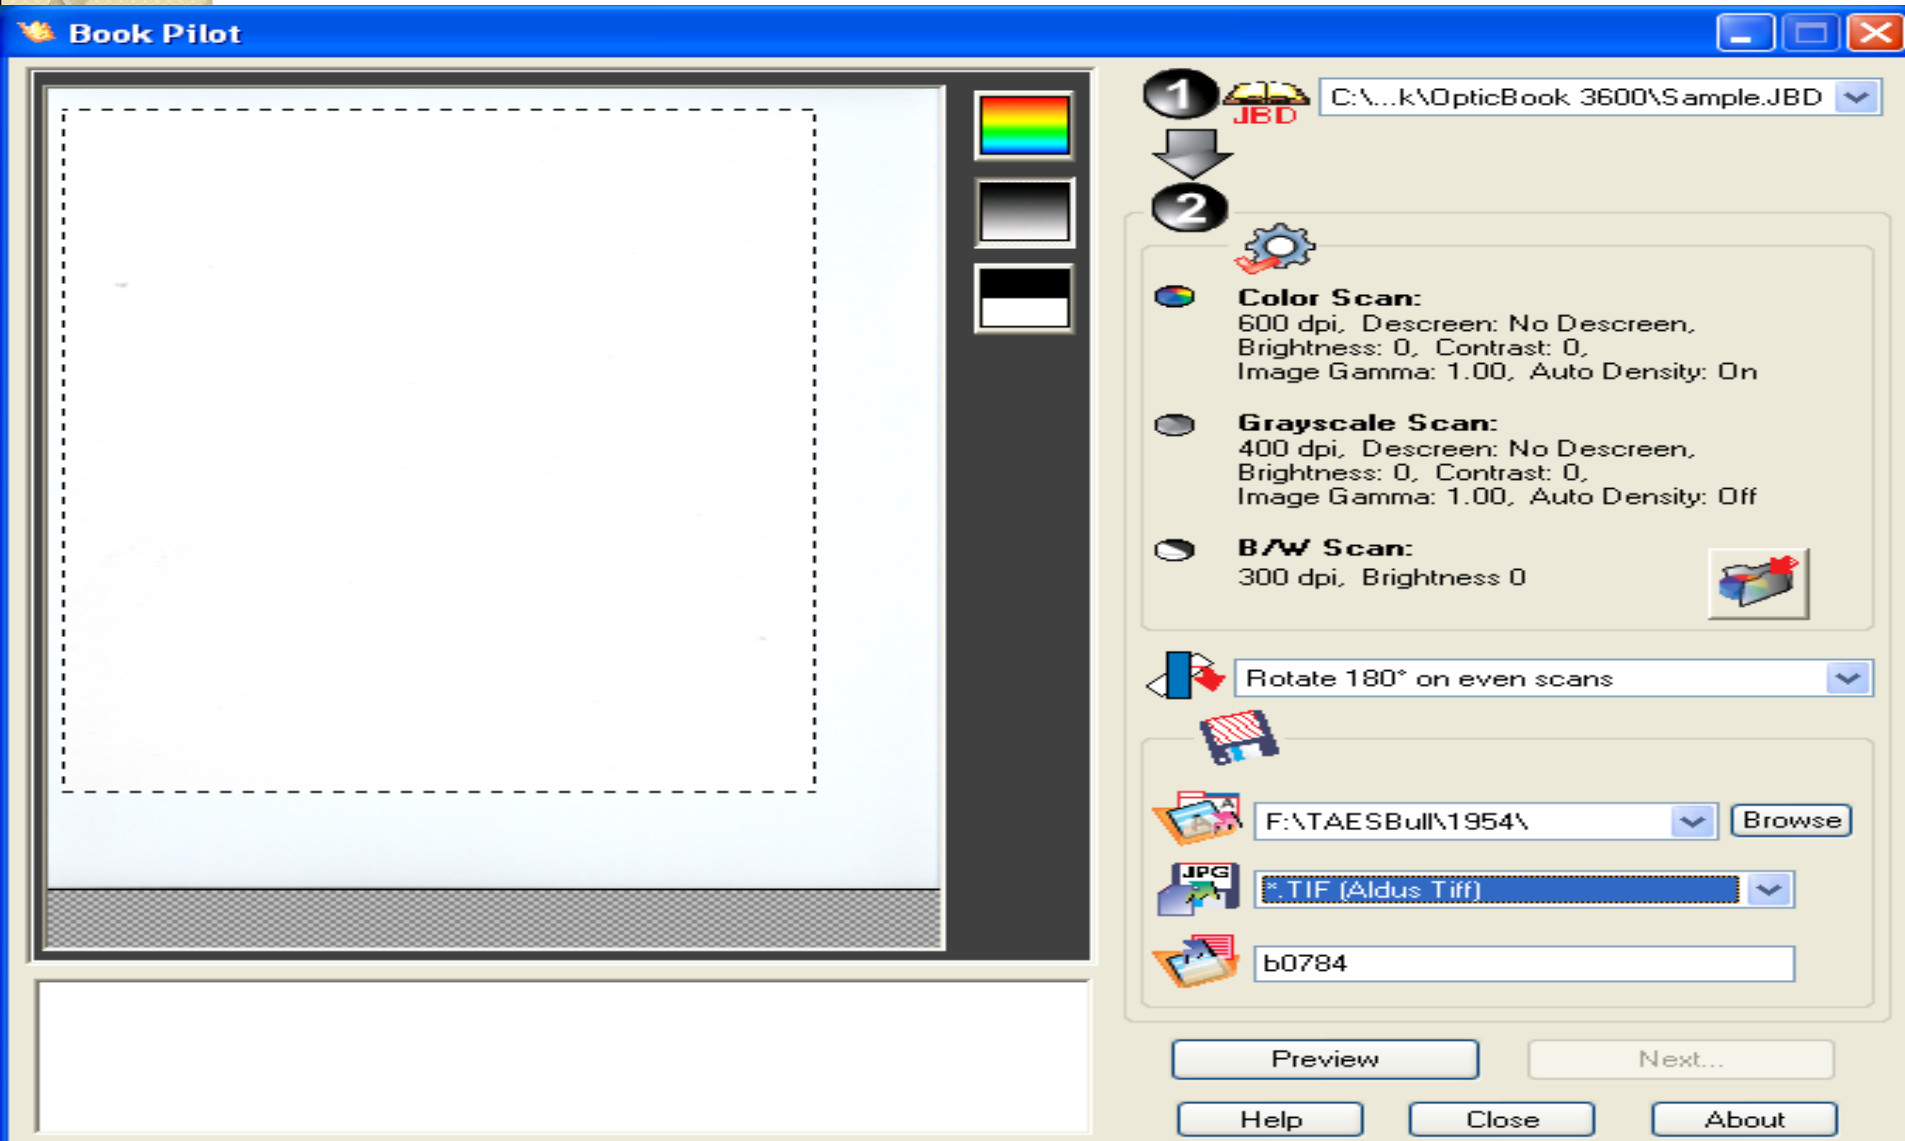 Book Pilot
1
JBD
C:\...k\OpticBook 3600\Sample.JBD
2
Color Scan:
600 dpi, Descreen: No Descreen,
Brightness: 0, Contrast: 0,
Image Gamma: 1.00, Auto Density: On
Grayscale Scan:
400 dpi, Descreen: No Descreen,
Brightness: 0, Contrast: 0,
Image Gamma: 1.00, Auto Density: Off
B/W Scan:
300 dpi, Brightness 0
Rotate 180° on even scans
F:\TAESBull\1954\
Browse
JPG
*.TIF (Aldus Tiff)
b0784
Preview
Next...
Help
Close
About